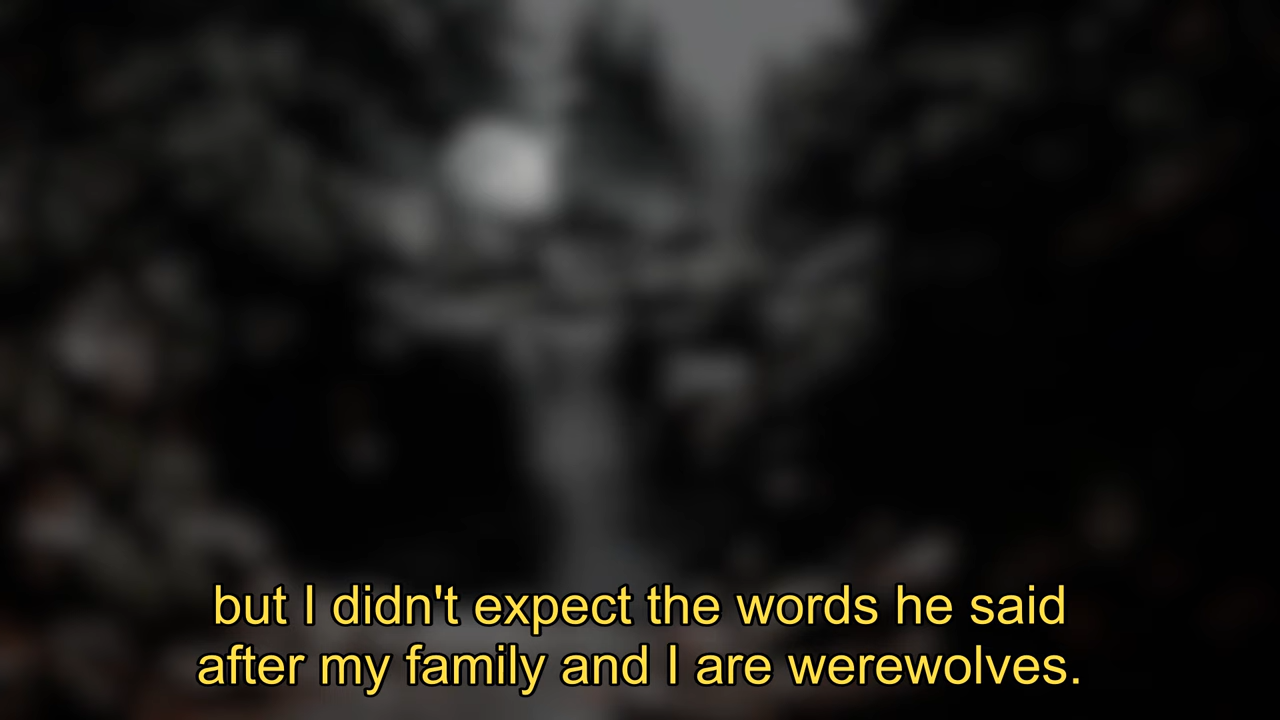 but I didn't expect the words he said
after my family and I are werewolves.